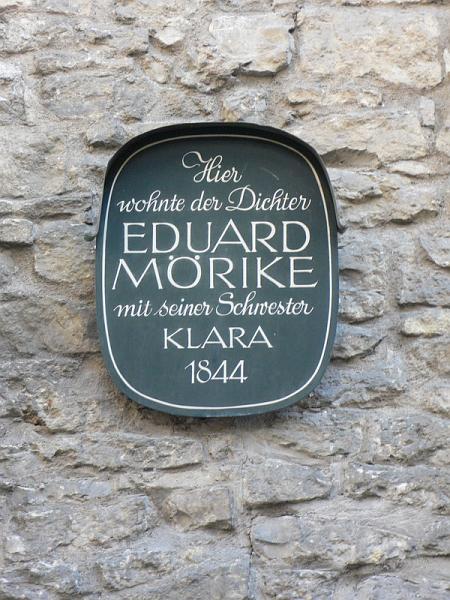 Hier
wohnte der Dichter
EDUARD
MÖRIKE
mit seiner Schwester
KLARA
1844